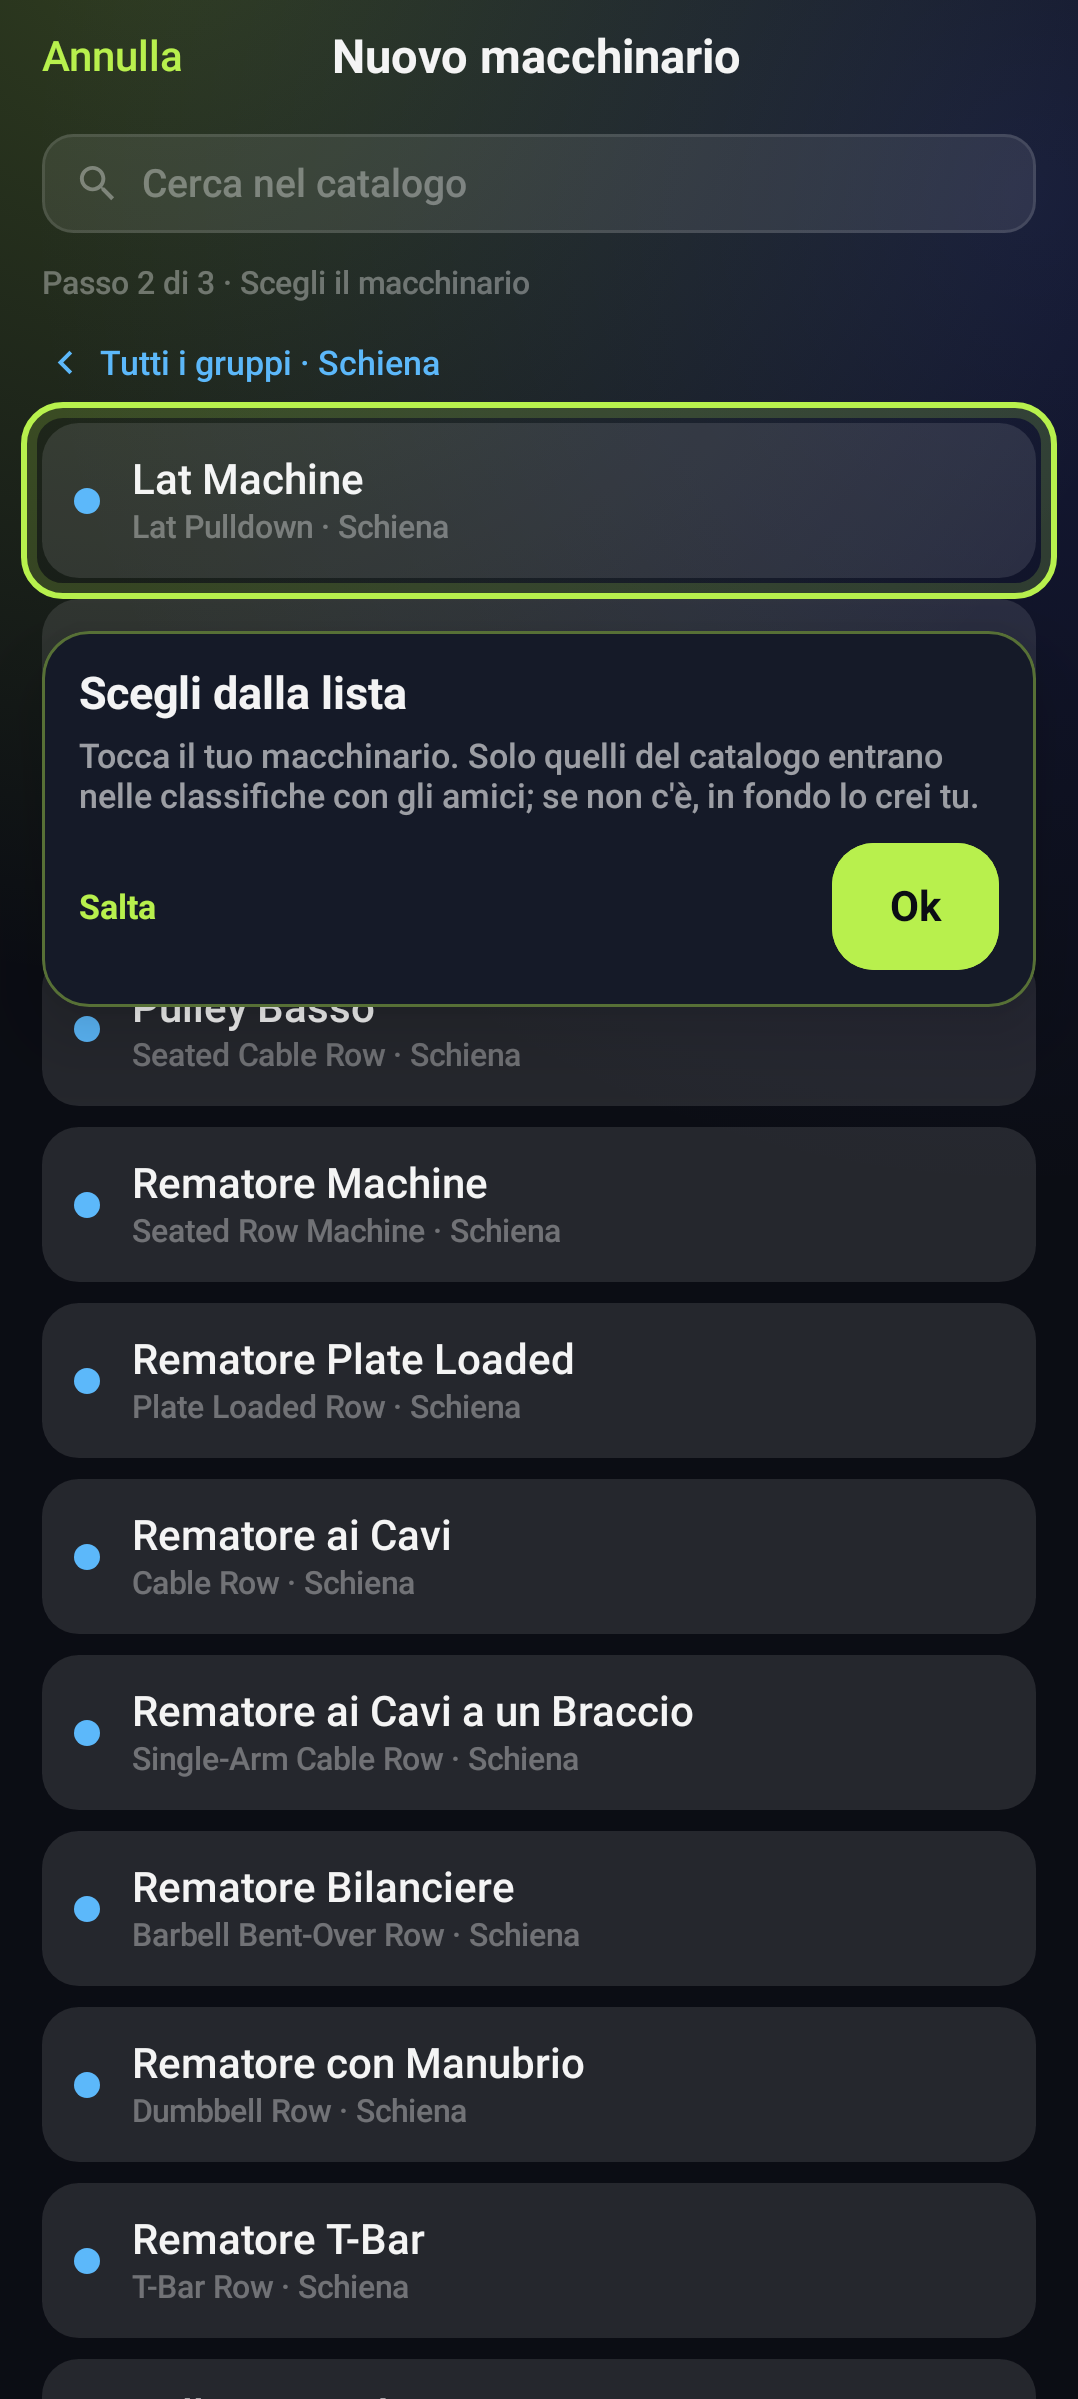 Annulla
Nuovo macchinario
Cerca nel catalogo
Passo 2 di 3 · Scegli il macchinario
Tutti i gruppi · Schiena
Lat Machine
Lat Pulldown · Schiena
Scegli dalla lista
Tocca il tuo macchinario. Solo quelli del catalogo entrano
nelle classifiche con gli amici; se non c'è, in fondo lo crei tu.
Salta
Ok
Pulley Basso
Seated Cable Row · Schiena
Rematore Machine
Seated Row Machine · Schiena
Rematore Plate Loaded
Plate Loaded Row · Schiena
Rematore ai Cavi
Cable Row · Schiena
Rematore ai Cavi a un Braccio
Single-Arm Cable Row · Schiena
Rematore Bilanciere
Barbell Bent-Over Row · Schiena
Rematore con Manubrio
Dumbbell Row · Schiena
Rematore T-Bar
T-Bar Row · Schiena